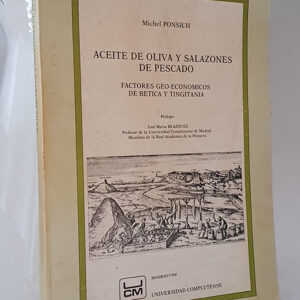 Michel PONSICH
ACEITE DE OLIVA Y SALAZONES
DE PESCADO
FACTORES GEO-ECONOMICOS
DE BETICA Y TINGITANIA
Prólogo
José María BLAZQUEZ
Profesor de la Universidad Complutense de Madrid
Miembro de la Real Academia de la Historia
UCM
MADRID/1988
UNIVERSIDAD COMPLUTENSE